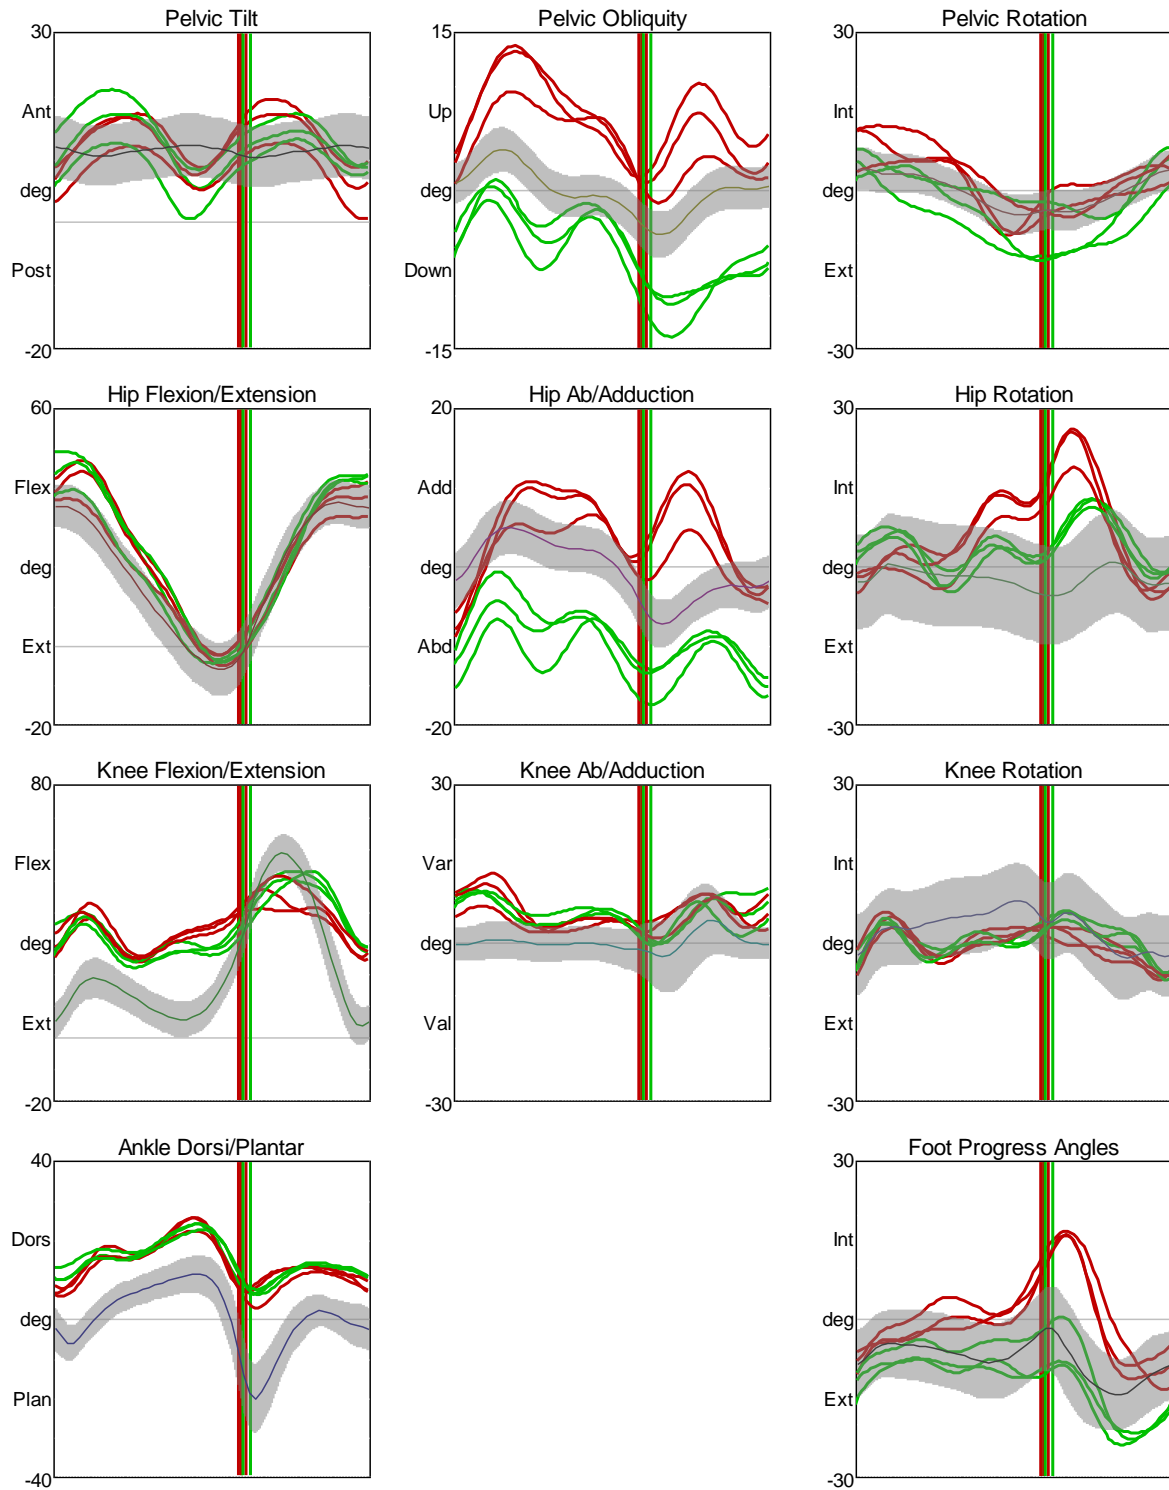 Pelvic Tilt
30
Ant
deg
Post
-20
Pelvic Obliquity
15
Up
deg
Down
-15
Pelvic Rotation
30
Int
deg
Ext
-30
Hip Flexion/Extension
60
Flex
deg
Ext
-20
Hip Ab/Adduction
20
Add
deg
Abd
-20
Hip Rotation
30
Int
deg
Ext
-30
Knee Flexion/Extension
80
Flex
deg
Ext
-20
Knee Ab/Adduction
30
Var
deg
Val
-30
Knee Rotation
30
Int
deg
Ext
-30
Ankle Dorsi/Plantar
40
Dors
deg
Plan
-40
Foot Progress Angles
30
Int
deg
Ext
-30